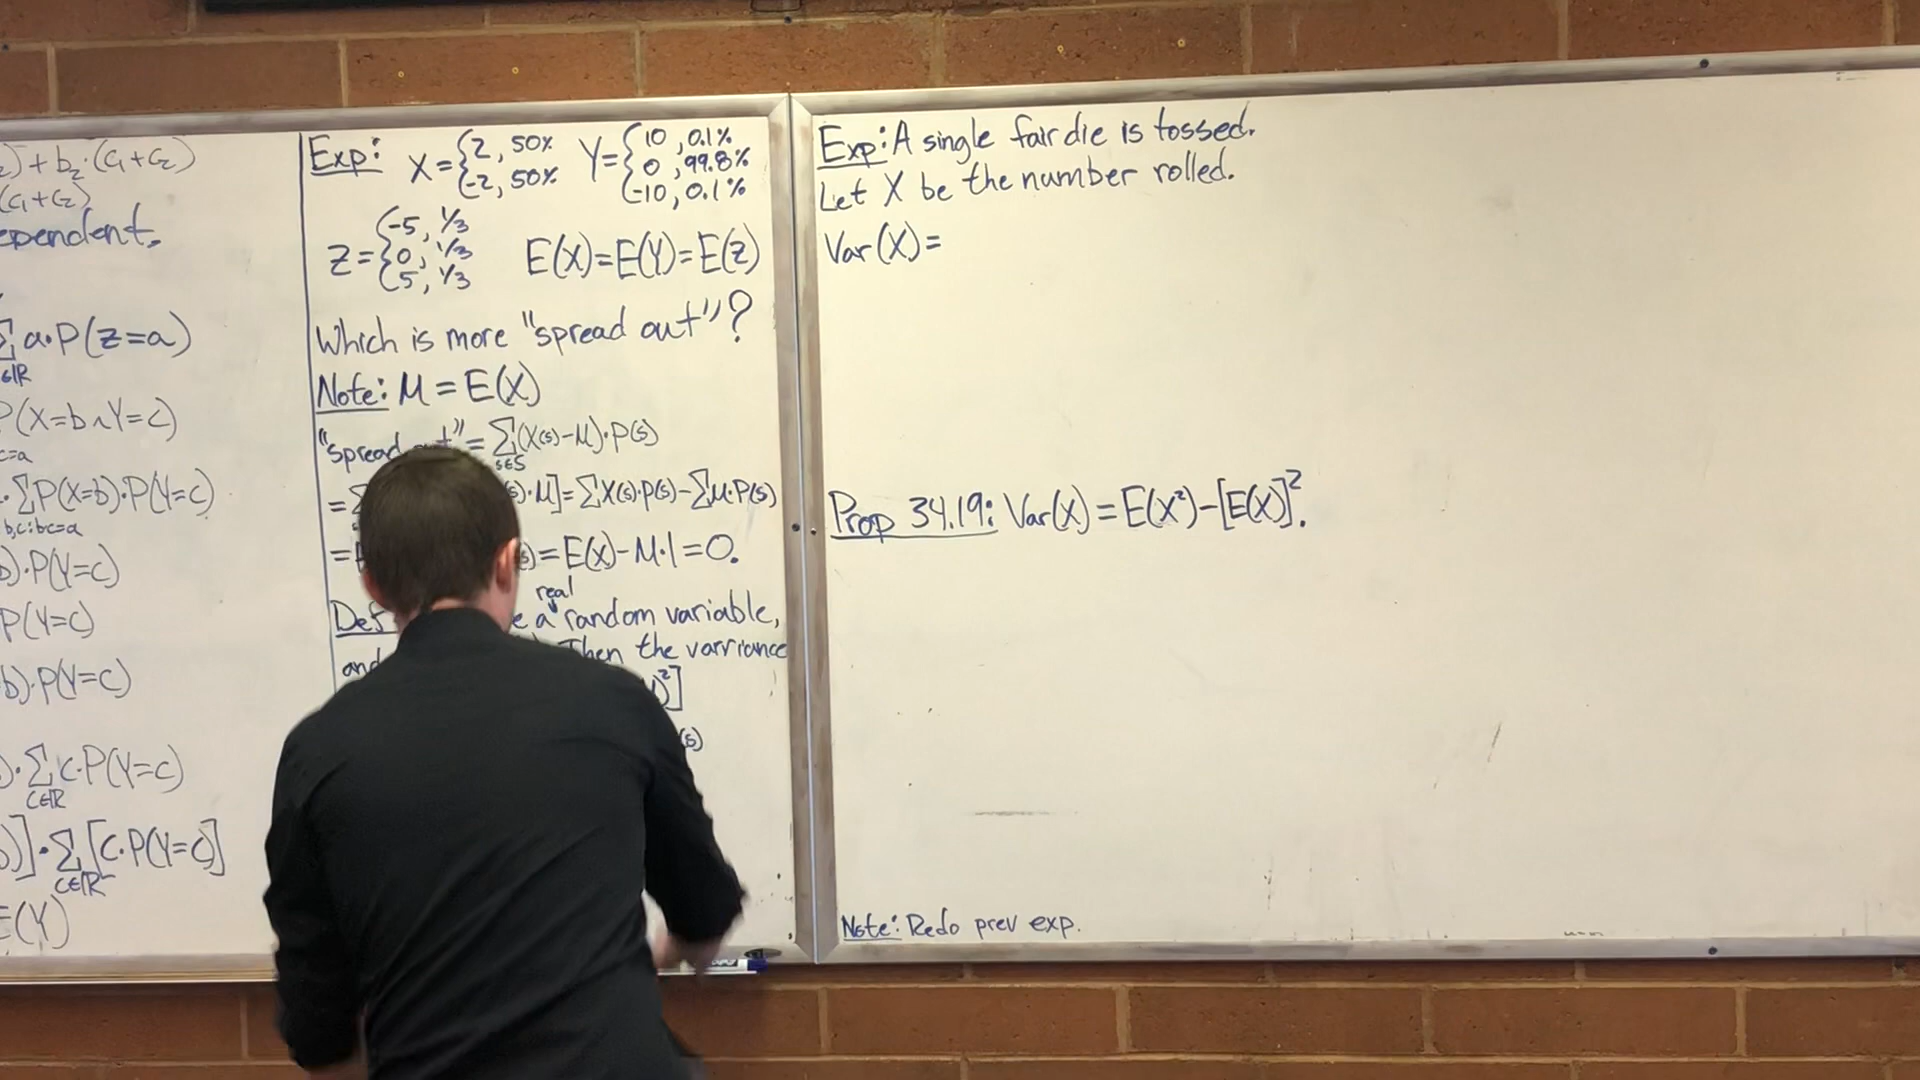 ) + b₂·(c₁+c₂)
(c₁+c₂)
ependent.
∑ a·P(Z=a)
∈ℝ
P(X=b∧Y=c)
c=a
·∑P(X=b)·P(Y=c)
b,c:bc=a
)·P(Y=c)
P(Y=c)
b)·P(Y=c)
)·∑c·P(Y=c)
c∈ℝ
b)]·∑[c·P(Y=c)]
c∈ℝ
E(Y)
Exp: X={2, 50% Y={10, 0.1%
-2, 50% 0, 99.8%
-10, 0.1%
Z={-5, 1/3
0, 1/3 E(X)=E(Y)=E(Z)
5, 1/3
Which is more "spread out"?
Note: M = E(X)
"spread out"=∑(X(s)-M)·P(s)
s∈S
=∑ (s)·M]=∑X(s)·P(s)-∑M·P(s)
= =E(X)-M·1=0.
real
Def e a random variable,
and Then the varriance
)²]
(s)
Exp: A single fair die is tossed.
Let X be the number rolled.
Var(X)=
Prop 34.19: Var(X)=E(X²)-[E(X)]².
Note: Redo prev exp.